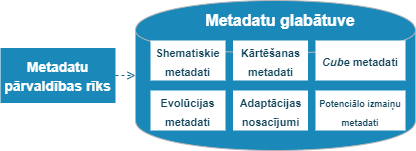 Metadatu glabātuve
Metadatu
pārvaldības rīks
Shematiskie
metadati
Kārtēšanas
metadati
Cube metadati
Evolūcijas
metadati
Adaptācijas
nosacījumi
Potenciālo izmaiņu
metadati